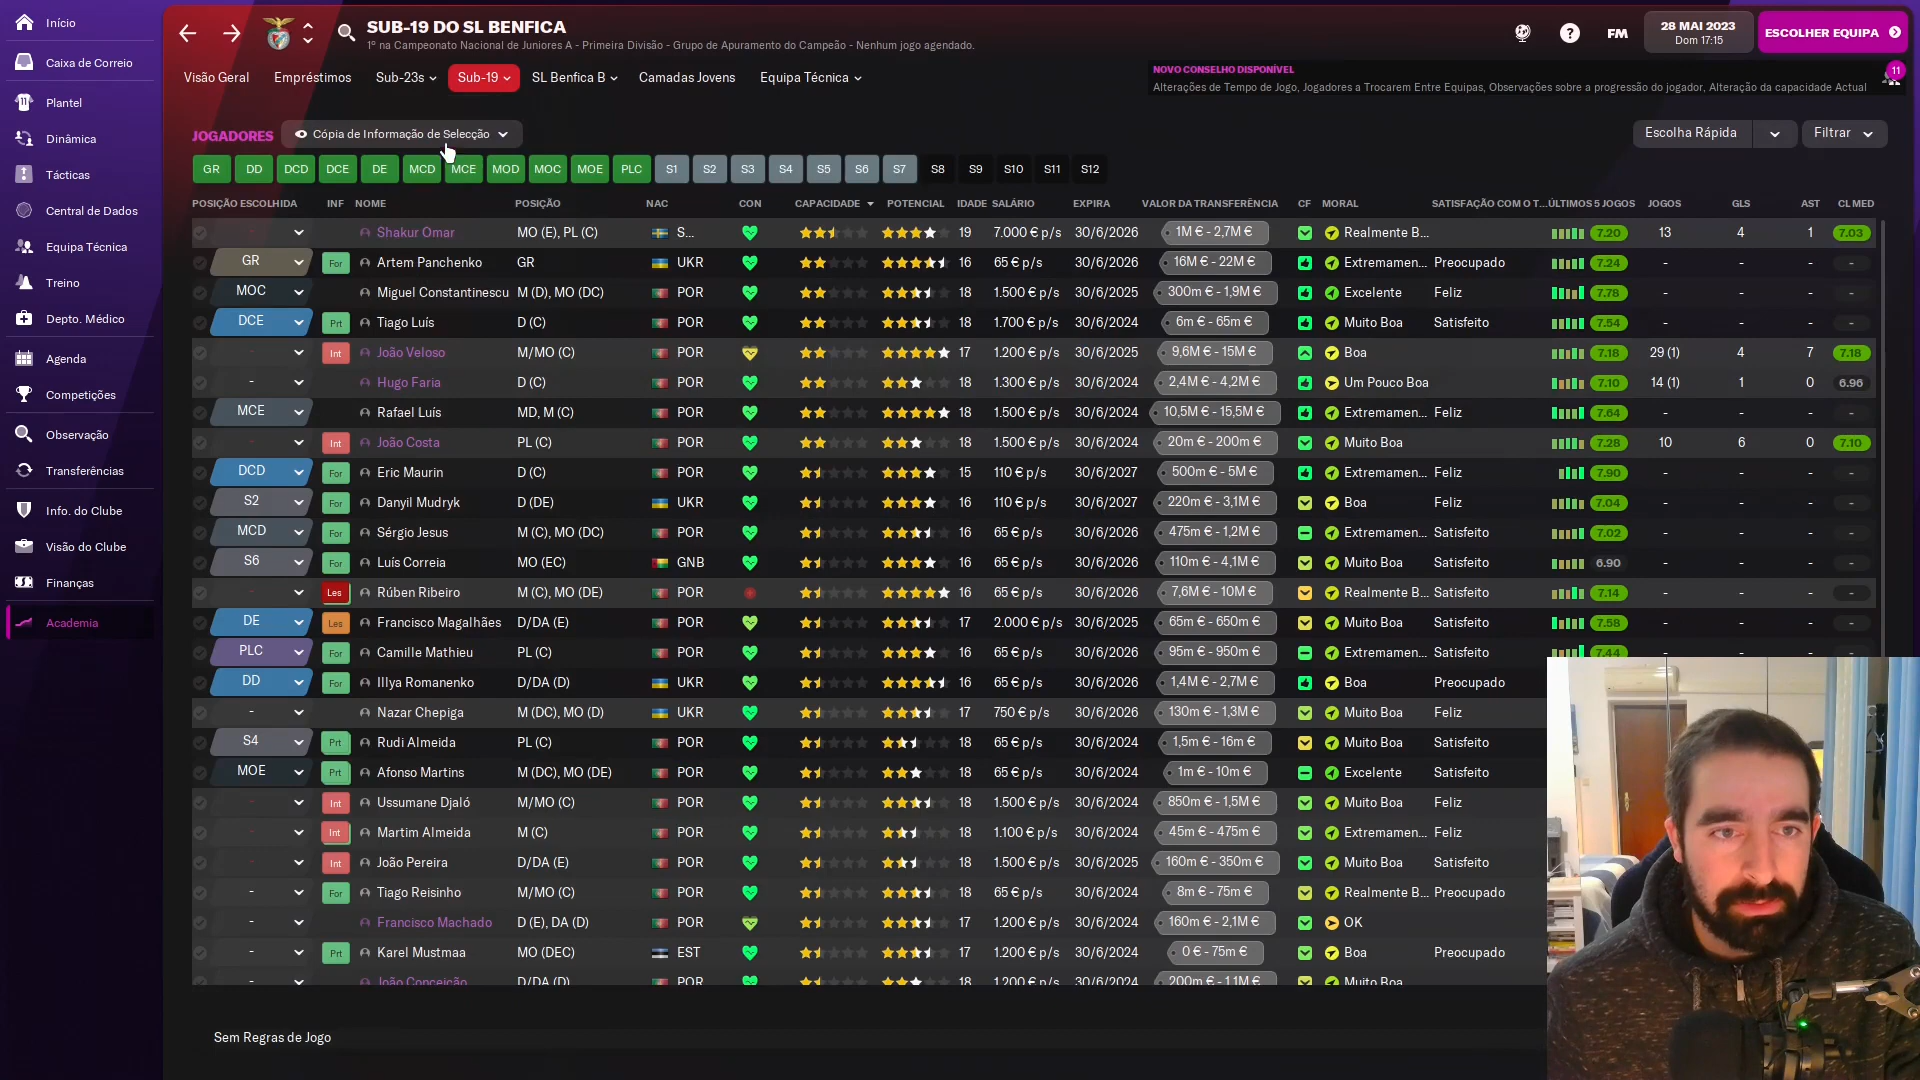 Início
Caixa de Correio
Plantel
Dinâmica
Tácticas
Central de Dados
Equipa Técnica
Treino
Depto. Médico
Agenda
Competições
Observação
Transferências
Info. do Clube
Visão do Clube
Finanças
Academia
SUB-19 DO SL BENFICA
1º na Campeonato Nacional de Juniores A - Primeira Divisão - Grupo de Apuramento do Campeão - Nenhum jogo agendado.
FM
28 MAI 2023
Dom 17:15
ESCOLHER EQUIPA
Visão Geral Empréstimos Sub-23s Sub-19 SL Benfica B Camadas Jovens Equipa Técnica
NOVO CONSELHO DISPONÍVEL
Alterações de Tempo de Jogo, Jogadores a Trocarem Entre Equipas, Observações sobre a progressão do jogador, Alteração da capacidade Actual
11
JOGADORES Cópia de Informação de Selecção Escolha Rápida Filtrar
GR DD DCD DCE DE MCD MCE MOD MOC MOE PLC S1 S2 S3 S4 S5 S6 S7 S8 S9 S10 S11 S12
POSIÇÃO ESCOLHIDA INF NOME POSIÇÃO NAC CON CAPACIDADE POTENCIAL IDADE SALÁRIO EXPIRA VALOR DA TRANSFERÊNCIA CF MORAL SATISFAÇÃO COM O T... ÚLTIMOS 5 JOGOS JOGOS GLS AST CL MED
- Shakur Omar MO (E), PL (C) S... 19 7.000 € p/s 30/6/2026 1M € - 2,7M € Realmente B... 7.20 13 4 1 7.03
GR For Artem Panchenko GR UKR 16 65 € p/s 30/6/2026 16M € - 22M € Extremamen... Preocupado 7.24 - - - -
MOC Miguel Constantinescu M (D), MO (DC) POR 18 1.500 € p/s 30/6/2025 300m € - 1,9M € Excelente Feliz 7.78 - - - -
DCE Prt Tiago Luís D (C) POR 18 1.700 € p/s 30/6/2024 6m € - 65m € Muito Boa Satisfeito 7.54 - - - -
- Int João Veloso M/MO (C) POR 17 1.200 € p/s 30/6/2025 9,6M € - 15M € Boa 7.18 29 (1) 4 7 7.18
- Hugo Faria D (C) POR 18 1.300 € p/s 30/6/2024 2,4M € - 4,2M € Um Pouco Boa 7.10 14 (1) 1 0 6.96
MCE Rafael Luís MD, M (C) POR 18 1.500 € p/s 30/6/2024 10,5M € - 15,5M € Extremamen... Feliz 7.64 - - - -
- Int João Costa PL (C) POR 18 1.500 € p/s 30/6/2024 20m € - 200m € Muito Boa 7.28 10 6 0 7.10
DCD For Eric Maurin D (C) POR 15 110 € p/s 30/6/2027 500m € - 5M € Extremamen... Feliz 7.90 - - - -
S2 For Danyil Mudryk D (DE) UKR 16 110 € p/s 30/6/2027 220m € - 3,1M € Boa Feliz 7.04 - - - -
MCD For Sérgio Jesus M (C), MO (DC) POR 16 65 € p/s 30/6/2026 475m € - 1,2M € Extremamen... Satisfeito 7.02 - - - -
S6 For Luís Correia MO (EC) GNB 16 65 € p/s 30/6/2026 110m € - 4,1M € Muito Boa Satisfeito 6.90 - - - -
- Les Rúben Ribeiro M (C), MO (DE) POR 16 65 € p/s 30/6/2026 7,6M € - 10M € Realmente B... Satisfeito 7.14 - - - -
DE Les Francisco Magalhães D/DA (E) POR 17 2.000 € p/s 30/6/2025 65m € - 650m € Muito Boa Satisfeito 7.58 - - - -
PLC For Camille Mathieu PL (C) POR 16 65 € p/s 30/6/2026 95m € - 950m € Extremamen... Satisfeito 7.44 - - - -
DD For Illya Romanenko D/DA (D) UKR 16 65 € p/s 30/6/2026 1,4M € - 2,7M € Boa Preocupado
- Nazar Chepiga M (DC), MO (D) UKR 17 750 € p/s 30/6/2026 130m € - 1,3M € Muito Boa Feliz
S4 Prt Rudi Almeida PL (C) POR 18 65 € p/s 30/6/2024 1,5m € - 16m € Muito Boa Satisfeito
MOE Prt Afonso Martins M (DC), MO (DE) POR 18 65 € p/s 30/6/2024 1m € - 10m € Excelente Satisfeito
- Int Ussumane Djaló M/MO (C) POR 18 1.500 € p/s 30/6/2024 850m € - 1,5M € Muito Boa Feliz
- Int Martim Almeida M (C) POR 18 1.100 € p/s 30/6/2024 45m € - 475m € Extremamen... Feliz
- Int João Pereira D/DA (E) POR 18 1.500 € p/s 30/6/2025 160m € - 350m € Muito Boa Satisfeito
- For Tiago Reisinho M/MO (C) POR 18 65 € p/s 30/6/2024 8m € - 75m € Realmente B... Preocupado
- Francisco Machado D (E), DA (D) POR 17 1.200 € p/s 30/6/2024 160m € - 2,1M € OK
- Prt Karel Mustmaa MO (DEC) EST 17 1.200 € p/s 30/6/2024 0 € - 75m € Boa Preocupado
- João Conceição D/DA (D) POR 18 1.200 € p/s 30/6/2024 200m € - 1,1M € Muito Boa
Sem Regras de Jogo